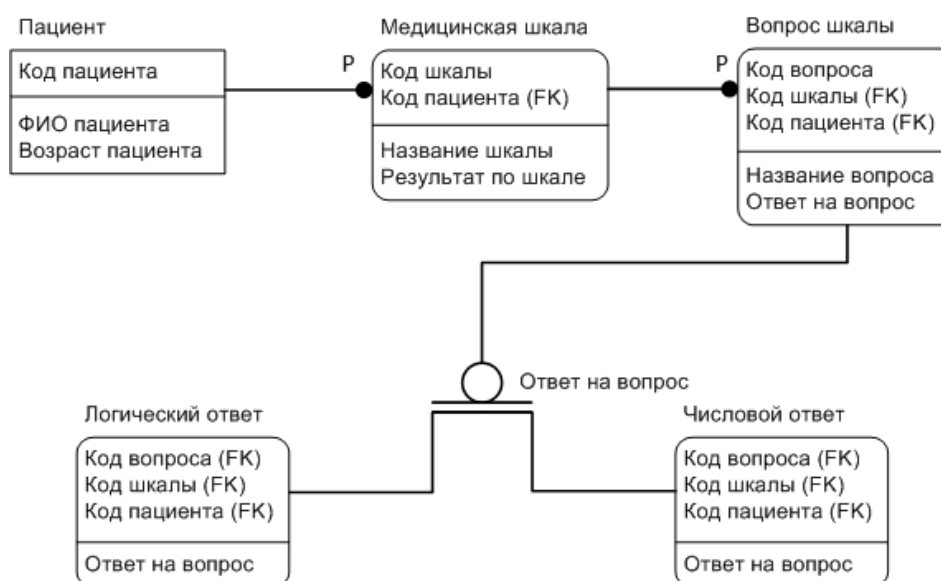 Пациент
Код пациента
ФИО пациента
Возраст пациента
P
Медицинская шкала
Код шкалы
Код пациента (FK)
Название шкалы
Результат по шкале
P
Вопрос шкалы
Код вопроса
Код шкалы (FK)
Код пациента (FK)
Название вопроса
Ответ на вопрос
Ответ на вопрос
Логический ответ
Код вопроса (FK)
Код шкалы (FK)
Код пациента (FK)
Ответ на вопрос
Числовой ответ
Код вопроса (FK)
Код шкалы (FK)
Код пациента (FK)
Ответ на вопрос